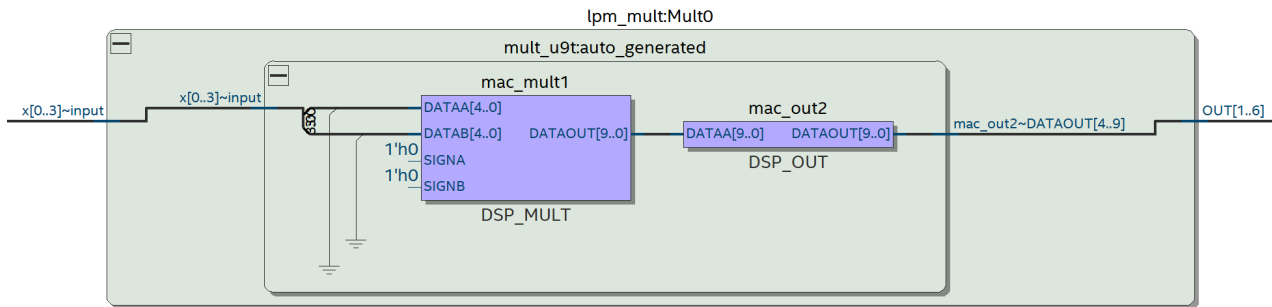 lpm_mult:Mult0
mult_u9t:auto_generated
mac_mult1
x[0..3]~input
x[0..3]~input
DATAA[4..0]
DATAB[4..0]
DATAOUT[9..0]
1'h0
SIGNA
1'h0
SIGNB
DSP_MULT
mac_out2
DATAA[9..0]
DATAOUT[9..0]
DSP_OUT
mac_out2~DATAOUT[4..9]
OUT[1..6]